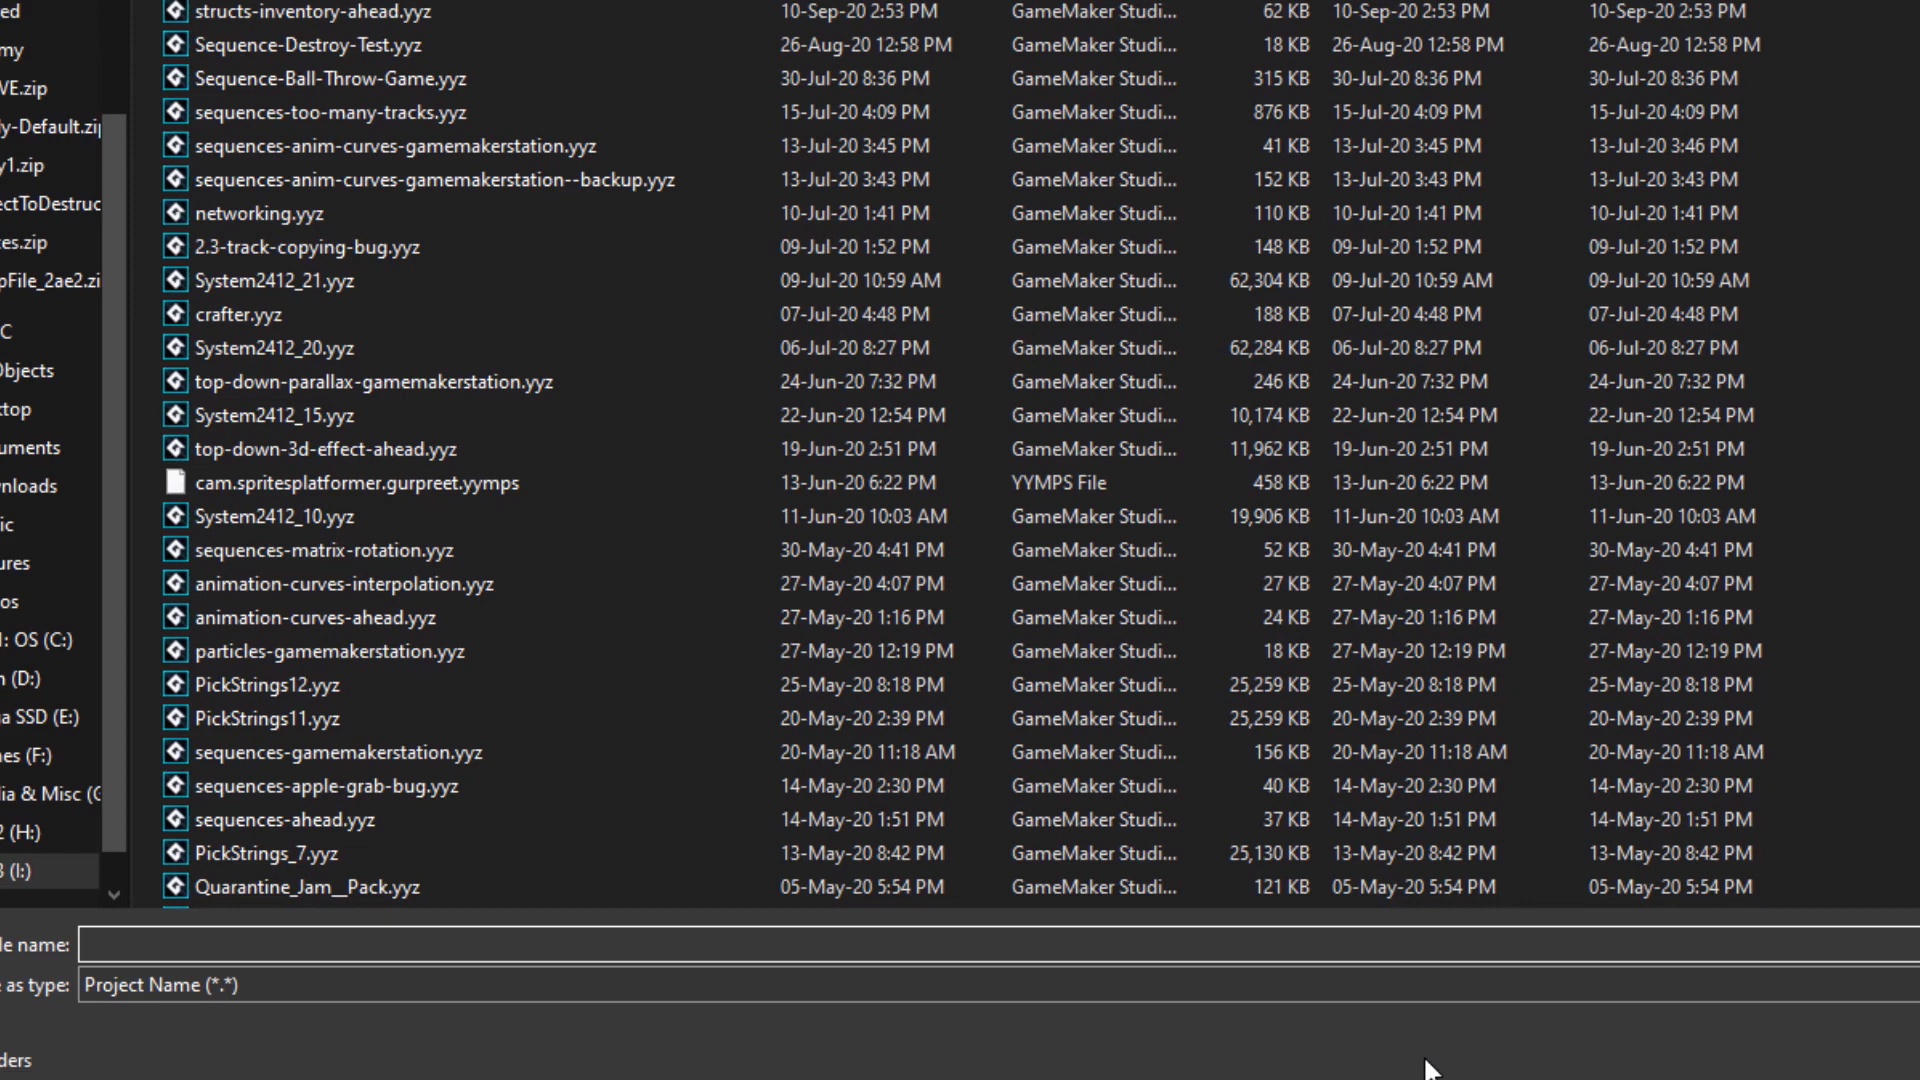 structs-inventory-ahead.yyz 10-Sep-20 2:53 PM GameMaker Studi... 62 KB 10-Sep-20 2:53 PM 10-Sep-20 2:53 PM
Sequence-Destroy-Test.yyz 26-Aug-20 12:58 PM GameMaker Studi... 18 KB 26-Aug-20 12:58 PM 26-Aug-20 12:58 PM
Sequence-Ball-Throw-Game.yyz 30-Jul-20 8:36 PM GameMaker Studi... 315 KB 30-Jul-20 8:36 PM 30-Jul-20 8:36 PM
sequences-too-many-tracks.yyz 15-Jul-20 4:09 PM GameMaker Studi... 876 KB 15-Jul-20 4:09 PM 15-Jul-20 4:09 PM
sequences-anim-curves-gamemakerstation.yyz 13-Jul-20 3:45 PM GameMaker Studi... 41 KB 13-Jul-20 3:45 PM 13-Jul-20 3:46 PM
sequences-anim-curves-gamemakerstation--backup.yyz 13-Jul-20 3:43 PM GameMaker Studi... 152 KB 13-Jul-20 3:43 PM 13-Jul-20 3:43 PM
networking.yyz 10-Jul-20 1:41 PM GameMaker Studi... 110 KB 10-Jul-20 1:41 PM 10-Jul-20 1:41 PM
2.3-track-copying-bug.yyz 09-Jul-20 1:52 PM GameMaker Studi... 148 KB 09-Jul-20 1:52 PM 09-Jul-20 1:52 PM
System2412_21.yyz 09-Jul-20 10:59 AM GameMaker Studi... 62,304 KB 09-Jul-20 10:59 AM 09-Jul-20 10:59 AM
crafter.yyz 07-Jul-20 4:48 PM GameMaker Studi... 188 KB 07-Jul-20 4:48 PM 07-Jul-20 4:48 PM
System2412_20.yyz 06-Jul-20 8:27 PM GameMaker Studi... 62,284 KB 06-Jul-20 8:27 PM 06-Jul-20 8:27 PM
top-down-parallax-gamemakerstation.yyz 24-Jun-20 7:32 PM GameMaker Studi... 246 KB 24-Jun-20 7:32 PM 24-Jun-20 7:32 PM
System2412_15.yyz 22-Jun-20 12:54 PM GameMaker Studi... 10,174 KB 22-Jun-20 12:54 PM 22-Jun-20 12:54 PM
top-down-3d-effect-ahead.yyz 19-Jun-20 2:51 PM GameMaker Studi... 11,962 KB 19-Jun-20 2:51 PM 19-Jun-20 2:51 PM
cam.spritesplatformer.gurpreet.yymps 13-Jun-20 6:22 PM YYMPS File 458 KB 13-Jun-20 6:22 PM 13-Jun-20 6:22 PM
System2412_10.yyz 11-Jun-20 10:03 AM GameMaker Studi... 19,906 KB 11-Jun-20 10:03 AM 11-Jun-20 10:03 AM
sequences-matrix-rotation.yyz 30-May-20 4:41 PM GameMaker Studi... 52 KB 30-May-20 4:41 PM 30-May-20 4:41 PM
animation-curves-interpolation.yyz 27-May-20 4:07 PM GameMaker Studi... 27 KB 27-May-20 4:07 PM 27-May-20 4:07 PM
animation-curves-ahead.yyz 27-May-20 1:16 PM GameMaker Studi... 24 KB 27-May-20 1:16 PM 27-May-20 1:16 PM
particles-gamemakerstation.yyz 27-May-20 12:19 PM GameMaker Studi... 18 KB 27-May-20 12:19 PM 27-May-20 12:19 PM
PickStrings12.yyz 25-May-20 8:18 PM GameMaker Studi... 25,259 KB 25-May-20 8:18 PM 25-May-20 8:18 PM
PickStrings11.yyz 20-May-20 2:39 PM GameMaker Studi... 25,259 KB 20-May-20 2:39 PM 20-May-20 2:39 PM
sequences-gamemakerstation.yyz 20-May-20 11:18 AM GameMaker Studi... 156 KB 20-May-20 11:18 AM 20-May-20 11:18 AM
sequences-apple-grab-bug.yyz 14-May-20 2:30 PM GameMaker Studi... 40 KB 14-May-20 2:30 PM 14-May-20 2:30 PM
sequences-ahead.yyz 14-May-20 1:51 PM GameMaker Studi... 37 KB 14-May-20 1:51 PM 14-May-20 1:51 PM
PickStrings_7.yyz 13-May-20 8:42 PM GameMaker Studi... 25,130 KB 13-May-20 8:42 PM 13-May-20 8:42 PM
Quarantine_Jam__Pack.yyz 05-May-20 5:54 PM GameMaker Studi... 121 KB 05-May-20 5:54 PM 05-May-20 5:54 PM
ed
my
VE.zip
ly-Default.zip
y1.zip
ectToDestruc
tes.zip
pFile_2ae2.zi
C
Objects
ktop
uments
nloads
ic
ures
os
1: OS (C:)
n (D:)
a SSD (E:)
nes (F:)
lia & Misc (G
2 (H:)
3 (I:)
le name:
e as type: Project Name (*.*)
ders